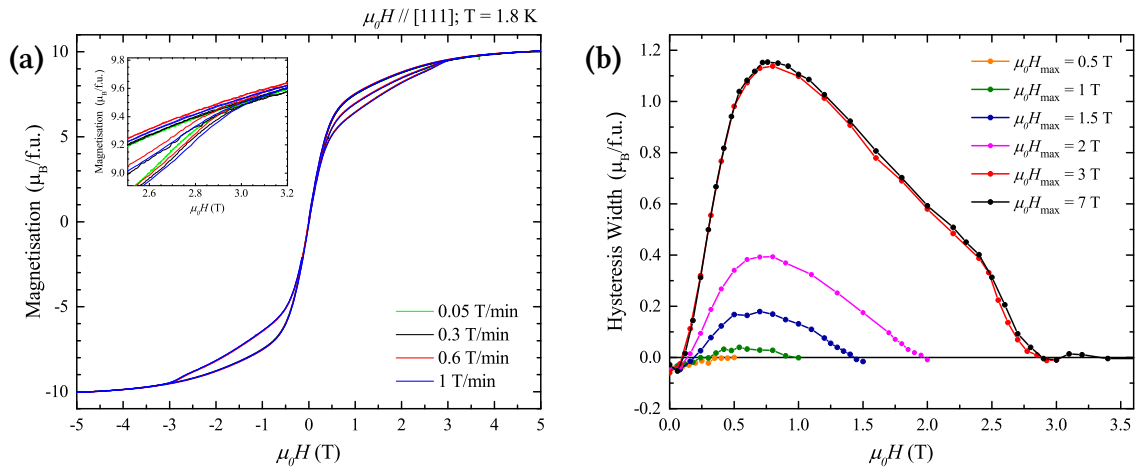 μ₀H // [111]; T = 1.8 K
(a)
Magnetisation (μB/f.u.)
10
5
0
-5
-10
-5 -4 -3 -2 -1 0 1 2 3 4 5
μ₀H (T)
Magnetisation (μB/f.u.)
9.8
9.6
9.4
9.2
9.0
2.6 2.8 3.0 3.2
μ₀H (T)
0.05 T/min
0.3 T/min
0.6 T/min
1 T/min
(b)
Hysteresis Width (μB/f.u.)
1.2
1.0
0.8
0.6
0.4
0.2
0.0
-0.2
0.0 0.5 1.0 1.5 2.0 2.5 3.0 3.5
μ₀H (T)
μ₀Hmax = 0.5 T
μ₀Hmax = 1 T
μ₀Hmax = 1.5 T
μ₀Hmax = 2 T
μ₀Hmax = 3 T
μ₀Hmax = 7 T